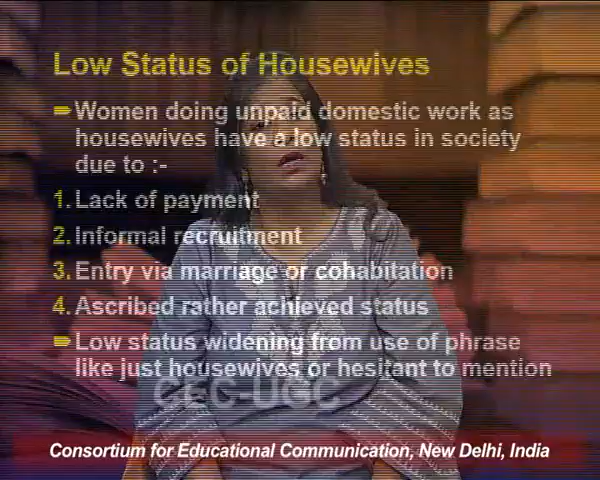 Low Status of Housewives
Women doing unpaid domestic work as
housewives have a low status in society
due to :-
1. Lack of payment
2. Informal recruitment
3. Entry via marriage or cohabitation
4. Ascribed rather achieved status
Low status widening from use of phrase
like just housewives or hesitant to mention
CEC-UGC
Consortium for Educational Communication, New Delhi, India